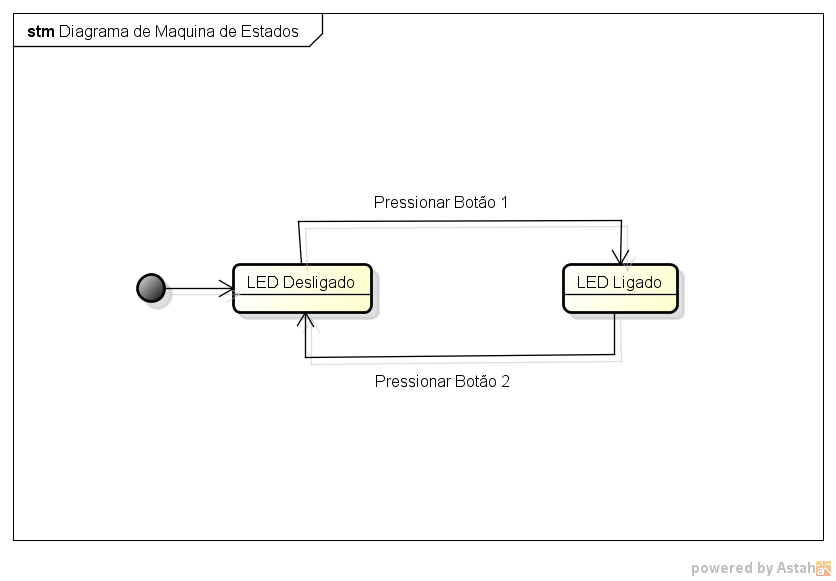 stm Diagrama de Maquina de Estados
Pressionar Botão 1
LED Desligado
LED Ligado
Pressionar Botão 2
powered by Astah